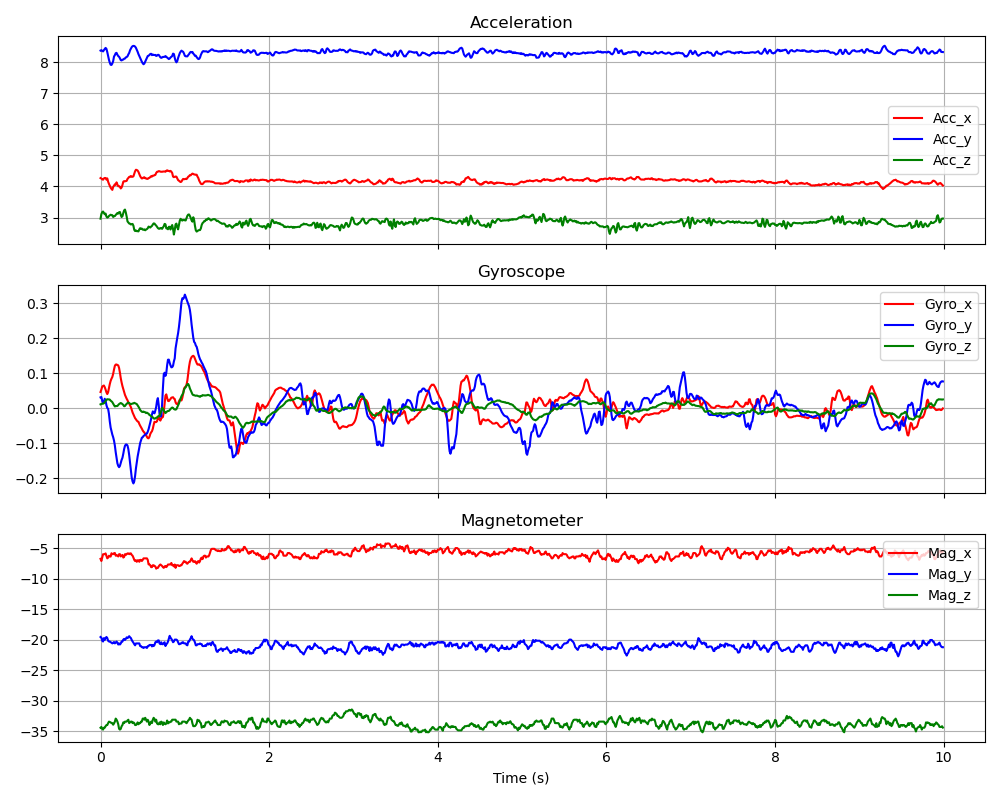 Acceleration
8
7
6
5
4
3
Acc_x
Acc_y
Acc_z
Gyroscope
0.3
0.2
0.1
0.0
−0.1
−0.2
Gyro_x
Gyro_y
Gyro_z
Magnetometer
−5
−10
−15
−20
−25
−30
−35
Mag_x
Mag_y
Mag_z
0 2 4 6 8 10
Time (s)